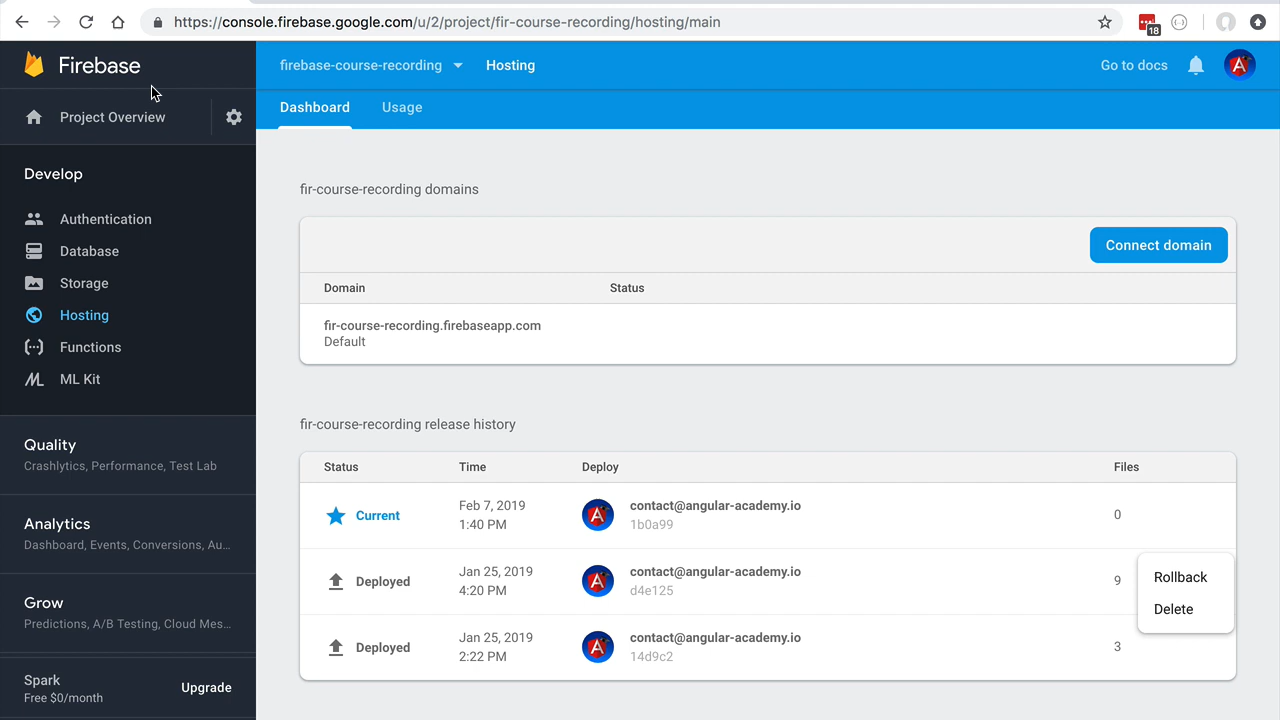 https://console.firebase.google.com/u/2/project/fir-course-recording/hosting/main
18
Firebase
Project Overview
Develop
Authentication
Database
Storage
Hosting
Functions
ML Kit
Quality
Crashlytics, Performance, Test Lab
Analytics
Dashboard, Events, Conversions, Au...
Grow
Predictions, A/B Testing, Cloud Mes...
Spark
Free $0/month
Upgrade
firebase-course-recording
Hosting
Go to docs
Dashboard
Usage
fir-course-recording domains
Connect domain
Domain Status
fir-course-recording.firebaseapp.com
Default
fir-course-recording release history
Status Time Deploy Files
Current Feb 7, 2019 contact@angular-academy.io 0
1:40 PM 1b0a99
Deployed Jan 25, 2019 contact@angular-academy.io 9
4:20 PM d4e125
Rollback
Delete
Deployed Jan 25, 2019 contact@angular-academy.io 3
2:22 PM 14d9c2